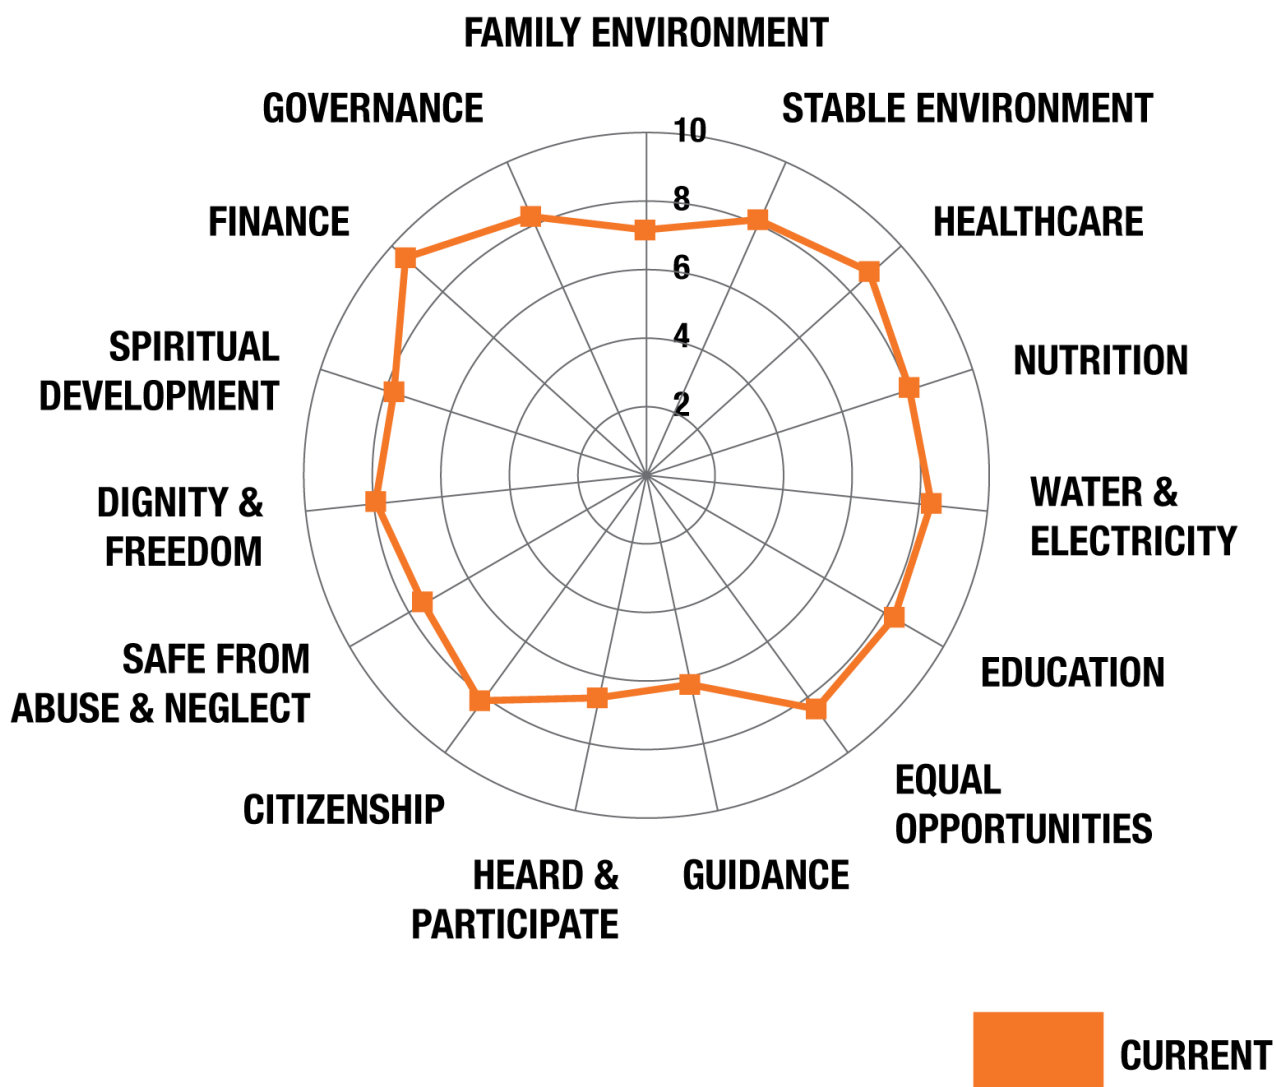 FAMILY ENVIRONMENT
GOVERNANCE
STABLE ENVIRONMENT
10
8
FINANCE
HEALTHCARE
6
4
SPIRITUAL
DEVELOPMENT
NUTRITION
2
DIGNITY &
FREEDOM
WATER &
ELECTRICITY
SAFE FROM
ABUSE & NEGLECT
EDUCATION
CITIZENSHIP
EQUAL
OPPORTUNITIES
HEARD &
PARTICIPATE
GUIDANCE
CURRENT